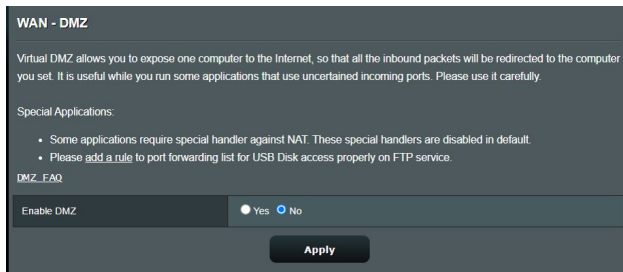 WAN - DMZ
Virtual DMZ allows you to expose one computer to the Internet, so that all the inbound packets will be redirected to the computer
you set. It is useful while you run some applications that use uncertained incoming ports. Please use it carefully.
Special Applications:
• Some applications require special handler against NAT. These special handlers are disabled in default.
• Please add a rule to port forwarding list for USB Disk access properly on FTP service.
DMZ FAQ
Enable DMZ Yes No
Apply